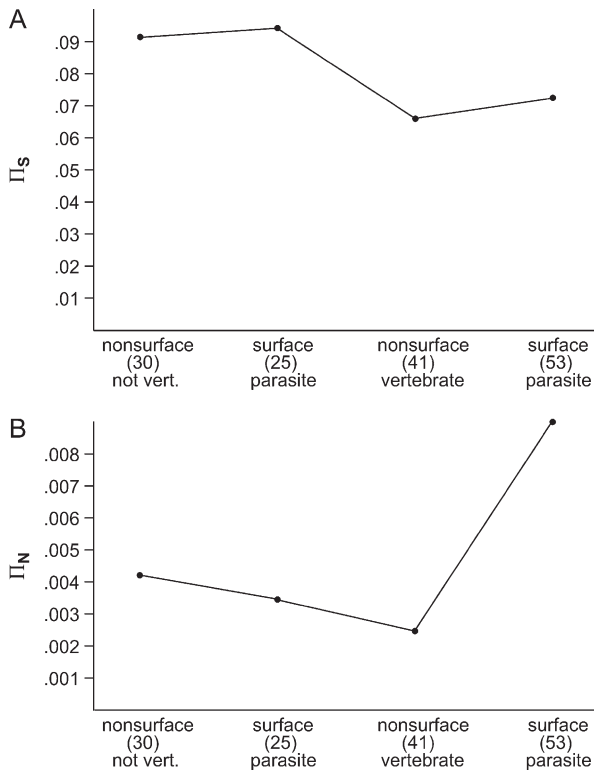 A
.09
.08
.07
.06
.05
.04
.03
.02
.01
ΠS
nonsurface surface nonsurface surface
(30) (25) (41) (53)
not vert. parasite vertebrate parasite
B
.008
.007
.006
.005
.004
.003
.002
.001
ΠN
nonsurface surface nonsurface surface
(30) (25) (41) (53)
not vert. parasite vertebrate parasite